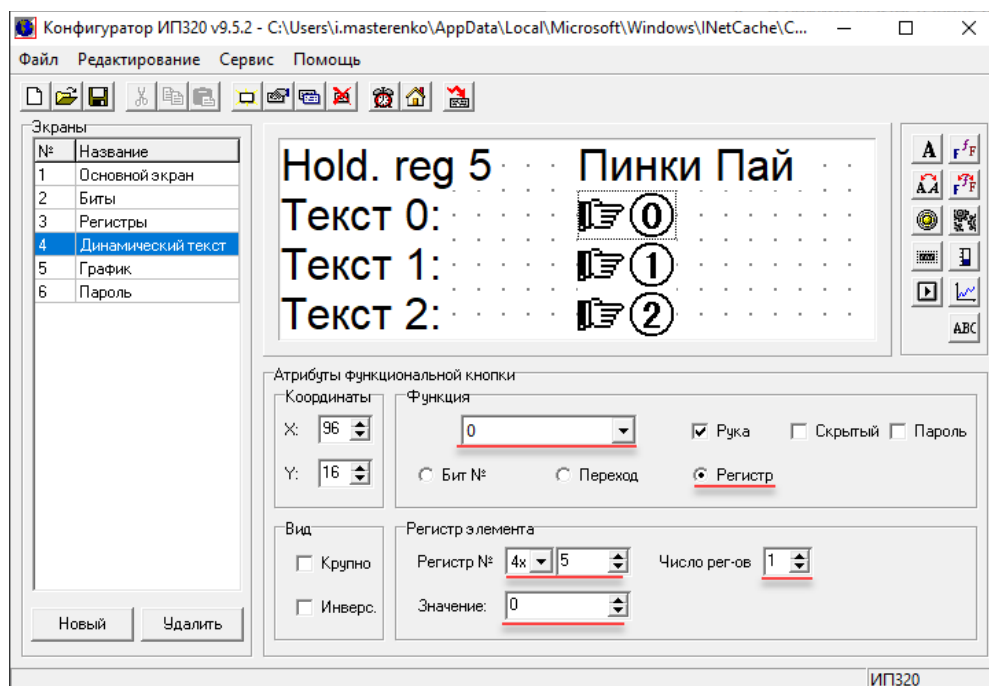 Конфигуратор ИП320 v9.5.2 - C:\Users\i.masterenko\AppData\Local\Microsoft\Windows\INetCache\C...
Файл Редактирование Сервис Помощь
Экраны
№ Название
1 Основной экран
2 Биты
3 Регистры
4 Динамический текст
5 График
6 Пароль
Новый Удалить
Hold. reg 5 Пинки Пай
Текст 0: 0
Текст 1: 1
Текст 2: 2
A fFF
AA F?F
ABC
Атрибуты функциональной кнопки
Координаты
X: 96
Y: 16
Функция
0
Рука Скрытый Пароль
Бит № Переход Регистр
Вид
Крупно
Инверс.
Регистр элемента
Регистр № 4x 5 Число рег-ов 1
Значение: 0
ИП320